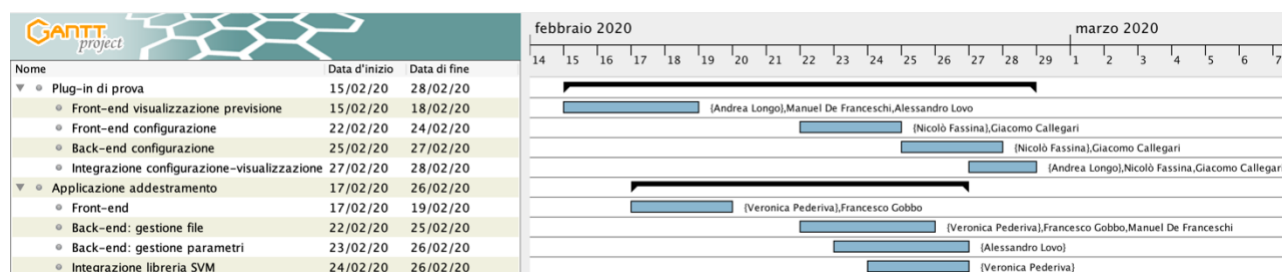 GANTT project
febbraio 2020 marzo 2020
14 15 16 17 18 19 20 21 22 23 24 25 26 27 28 29 1 2 3 4 5 6 7
Nome Data d'inizio Data di fine
Plug-in di prova 15/02/20 28/02/20
Front-end visualizzazione previsione 15/02/20 18/02/20 {Andrea Longo},Manuel De Franceschi,Alessandro Lovo
Front-end configurazione 22/02/20 24/02/20 {Nicolò Fassina},Giacomo Callegari
Back-end configurazione 25/02/20 27/02/20 {Nicolò Fassina},Giacomo Callegari
Integrazione configurazione-visualizzazione 27/02/20 28/02/20 {Andrea Longo},Nicolò Fassina,Giacomo Callegari
Applicazione addestramento 17/02/20 26/02/20
Front-end 17/02/20 19/02/20 {Veronica Pederiva},Francesco Gobbo
Back-end: gestione file 22/02/20 25/02/20 {Veronica Pederiva},Francesco Gobbo,Manuel De Franceschi
Back-end: gestione parametri 23/02/20 26/02/20 {Alessandro Lovo}
Integrazione libreria SVM 24/02/20 26/02/20 {Veronica Pederiva}